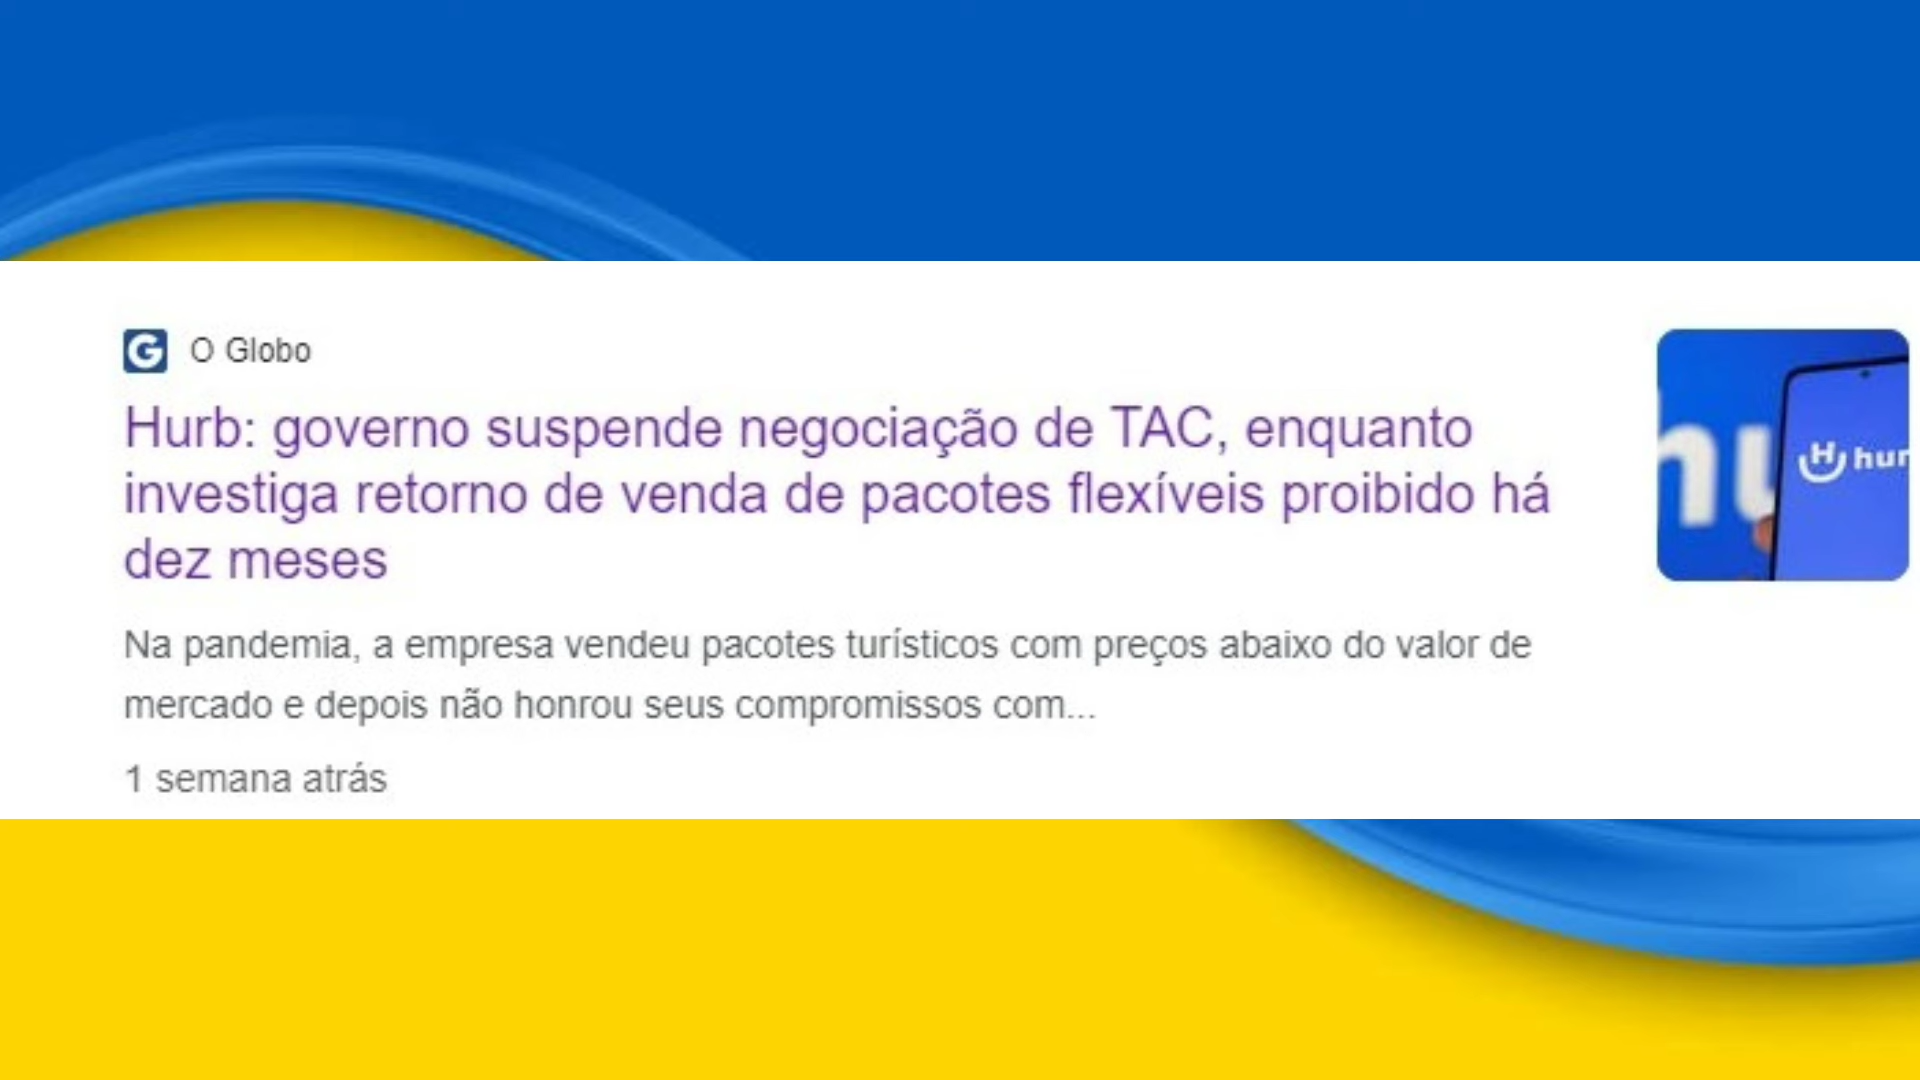 O Globo
Hurb: governo suspende negociação de TAC, enquanto
investiga retorno de venda de pacotes flexíveis proibido há
dez meses
Na pandemia, a empresa vendeu pacotes turísticos com preços abaixo do valor de
mercado e depois não honrou seus compromissos com...
1 semana atrás
hu
hur